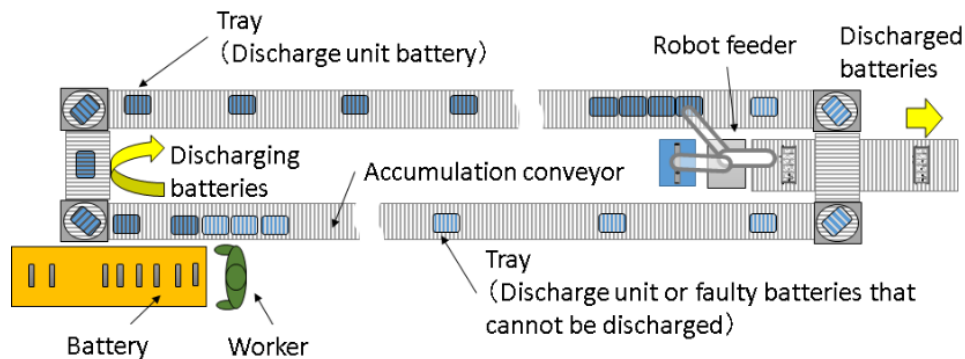 Tray
（Discharge unit battery）
Robot feeder
Discharged
batteries
Discharging
batteries
Accumulation conveyor
Tray
（Discharge unit or faulty batteries that
cannot be discharged）
Battery
Worker